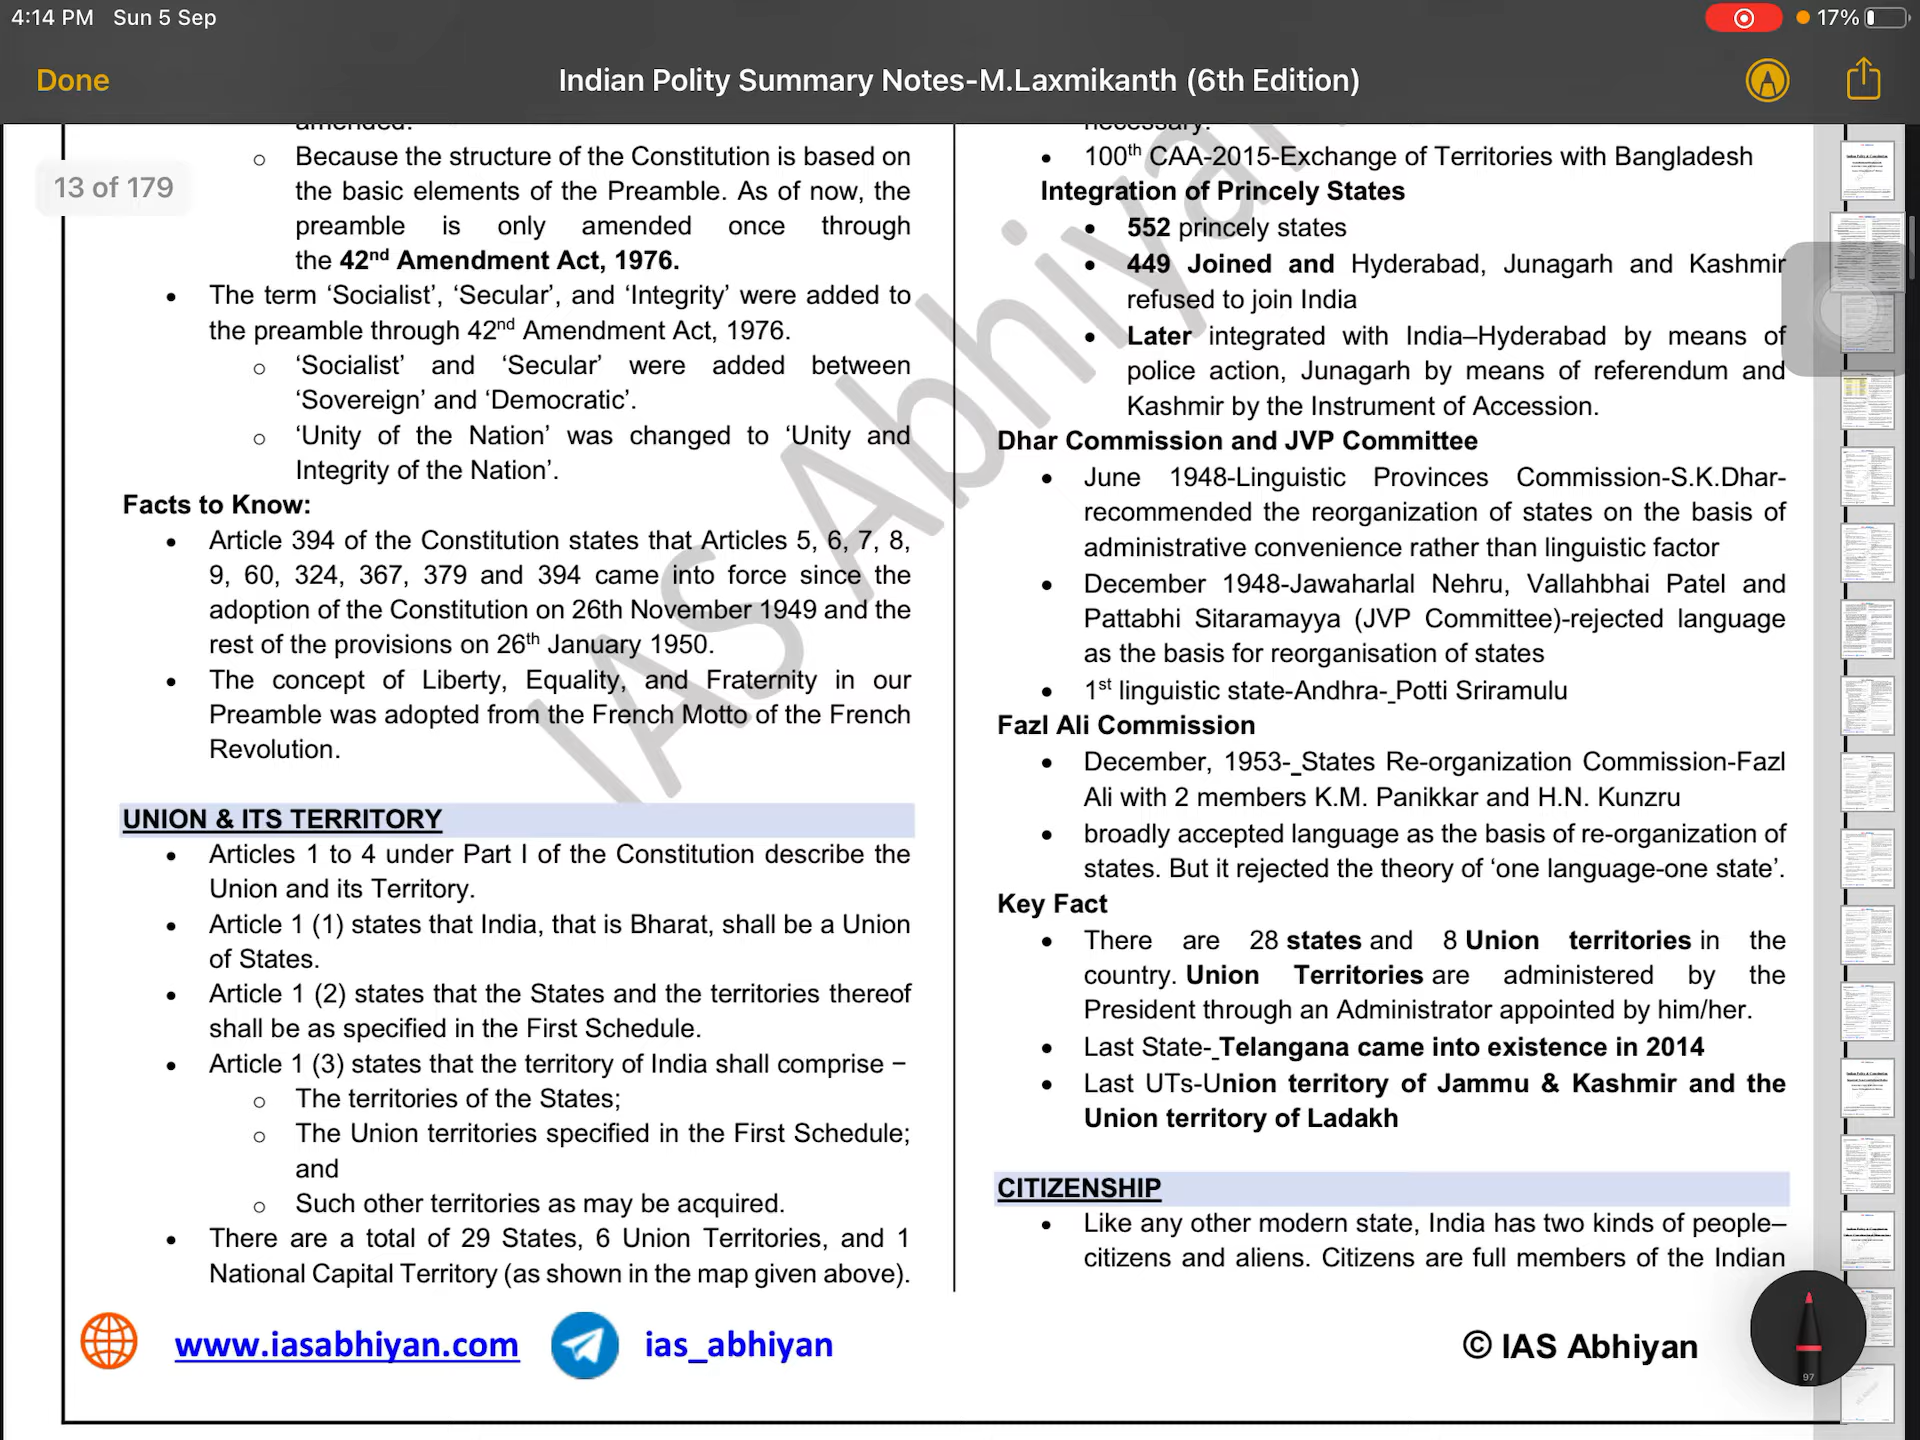 4:14 PM Sun 5 Sep
17%
Done
Indian Polity Summary Notes-M.Laxmikanth (6th Edition)
13 of 179
amended.
○ Because the structure of the Constitution is based on
the basic elements of the Preamble. As of now, the
preamble is only amended once through
the 42nd Amendment Act, 1976.
• The term ‘Socialist’, ‘Secular’, and ‘Integrity’ were added to
the preamble through 42nd Amendment Act, 1976.
○ ‘Socialist’ and ‘Secular’ were added between
‘Sovereign’ and ‘Democratic’.
○ ‘Unity of the Nation’ was changed to ‘Unity and
Integrity of the Nation’.
Facts to Know:
• Article 394 of the Constitution states that Articles 5, 6, 7, 8,
9, 60, 324, 367, 379 and 394 came into force since the
adoption of the Constitution on 26th November 1949 and the
rest of the provisions on 26th January 1950.
• The concept of Liberty, Equality, and Fraternity in our
Preamble was adopted from the French Motto of the French
Revolution.
UNION & ITS TERRITORY
• Articles 1 to 4 under Part I of the Constitution describe the
Union and its Territory.
• Article 1 (1) states that India, that is Bharat, shall be a Union
of States.
• Article 1 (2) states that the States and the territories thereof
shall be as specified in the First Schedule.
• Article 1 (3) states that the territory of India shall comprise −
○ The territories of the States;
○ The Union territories specified in the First Schedule;
and
○ Such other territories as may be acquired.
• There are a total of 29 States, 6 Union Territories, and 1
National Capital Territory (as shown in the map given above).
necessary.
• 100th CAA-2015-Exchange of Territories with Bangladesh
Integration of Princely States
• 552 princely states
• 449 Joined and Hyderabad, Junagarh and Kashmir
refused to join India
• Later integrated with India–Hyderabad by means of
police action, Junagarh by means of referendum and
Kashmir by the Instrument of Accession.
Dhar Commission and JVP Committee
• June 1948-Linguistic Provinces Commission-S.K.Dhar-
recommended the reorganization of states on the basis of
administrative convenience rather than linguistic factor
• December 1948-Jawaharlal Nehru, Vallahbhai Patel and
Pattabhi Sitaramayya (JVP Committee)-rejected language
as the basis for reorganisation of states
• 1st linguistic state-Andhra- Potti Sriramulu
Fazl Ali Commission
• December, 1953- States Re-organization Commission-Fazl
Ali with 2 members K.M. Panikkar and H.N. Kunzru
• broadly accepted language as the basis of re-organization of
states. But it rejected the theory of ‘one language-one state’.
Key Fact
• There are 28 states and 8 Union territories in the
country. Union Territories are administered by the
President through an Administrator appointed by him/her.
• Last State- Telangana came into existence in 2014
• Last UTs-Union territory of Jammu & Kashmir and the
Union territory of Ladakh
CITIZENSHIP
• Like any other modern state, India has two kinds of people–
citizens and aliens. Citizens are full members of the Indian
IAS Abhiyan
www.iasabhiyan.com
ias_abhiyan
© IAS Abhiyan
97